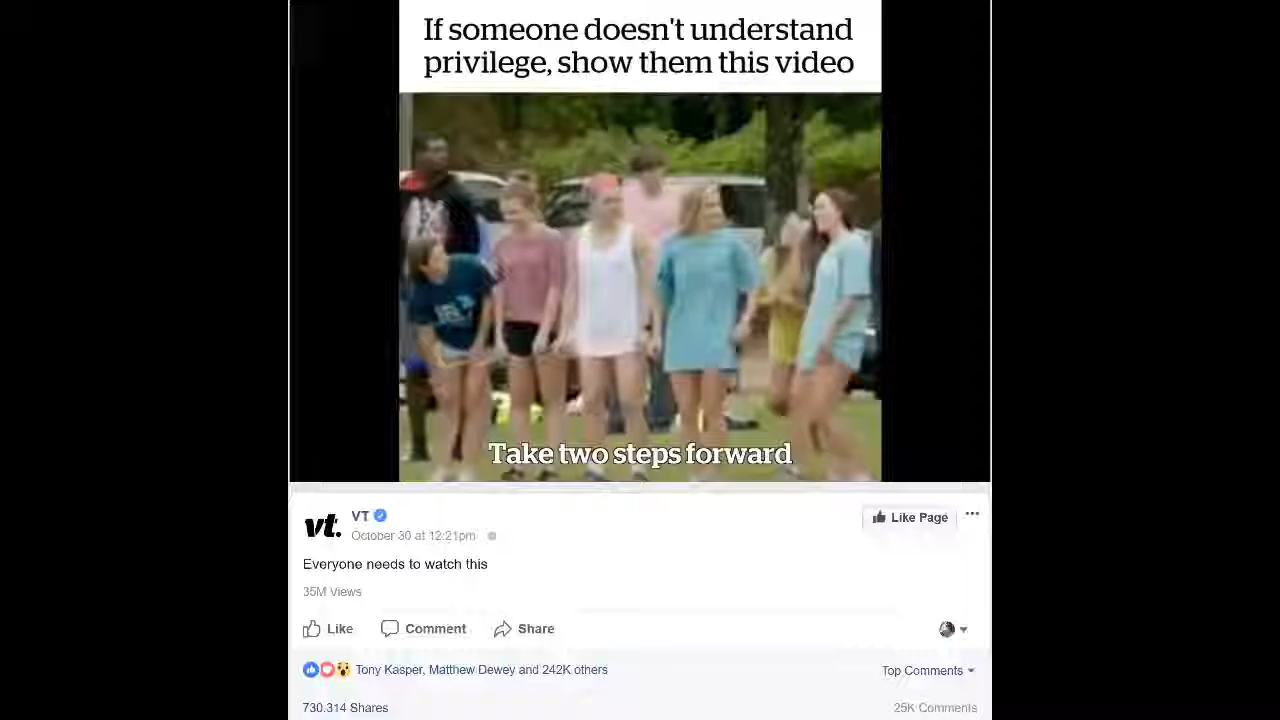 If someone doesn't understand
privilege, show them this video
Take two steps forward
vt.
VT
Like Page
October 30 at 12:21pm
Everyone needs to watch this
35M Views
Like Comment Share
Tony Kasper, Matthew Dewey and 242K others
Top Comments
730.314 Shares
25K Comments